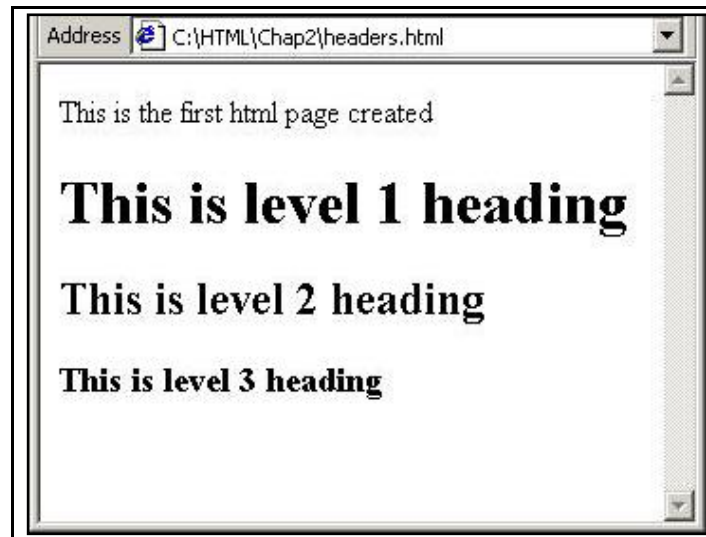 Address C:\HTML\Chap2\headers.html
This is the first html page created
This is level 1 heading
This is level 2 heading
This is level 3 heading